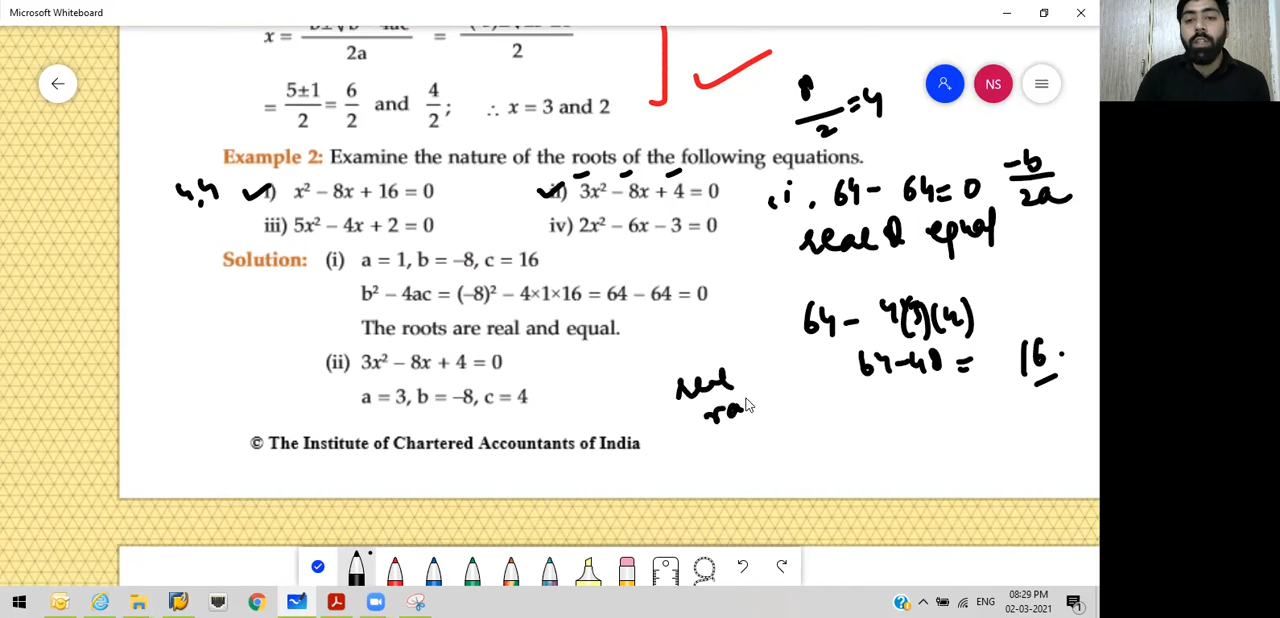 Microsoft Whiteboard
x = 2a = 2
= 5±1/2 = 6/2 and 4/2; ∴ x = 3 and 2
8/2 = 4
NS
Example 2: Examine the nature of the roots of the following equations.
4,4 i) x² – 8x + 16 = 0 ii) 3x² – 8x + 4 = 0
iii) 5x² – 4x + 2 = 0 iv) 2x² – 6x – 3 = 0
(i. 64 – 64 = 0 -b/2a
real & equal
Solution: (i) a = 1, b = –8, c = 16
b² – 4ac = (–8)² – 4×1×16 = 64 – 64 = 0
The roots are real and equal.
64 – 4(3)(4)
64-48 = 16.
(ii) 3x² – 8x + 4 = 0
a = 3, b = –8, c = 4
real
ra
© The Institute of Chartered Accountants of India
ENG
08:29 PM
02-03-2021